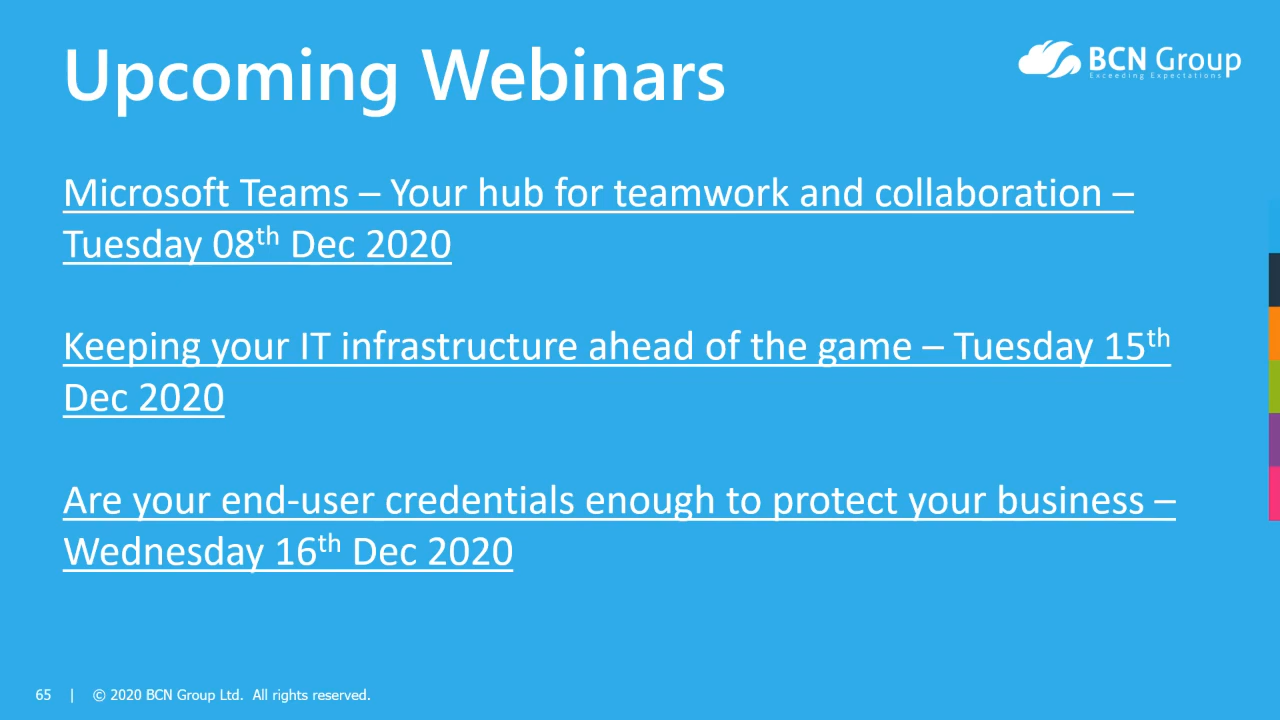 Upcoming Webinars
BCN Group
Exceeding Expectations
Microsoft Teams – Your hub for teamwork and collaboration –
Tuesday 08th Dec 2020
Keeping your IT infrastructure ahead of the game – Tuesday 15th
Dec 2020
Are your end-user credentials enough to protect your business –
Wednesday 16th Dec 2020
65 | © 2020 BCN Group Ltd. All rights reserved.